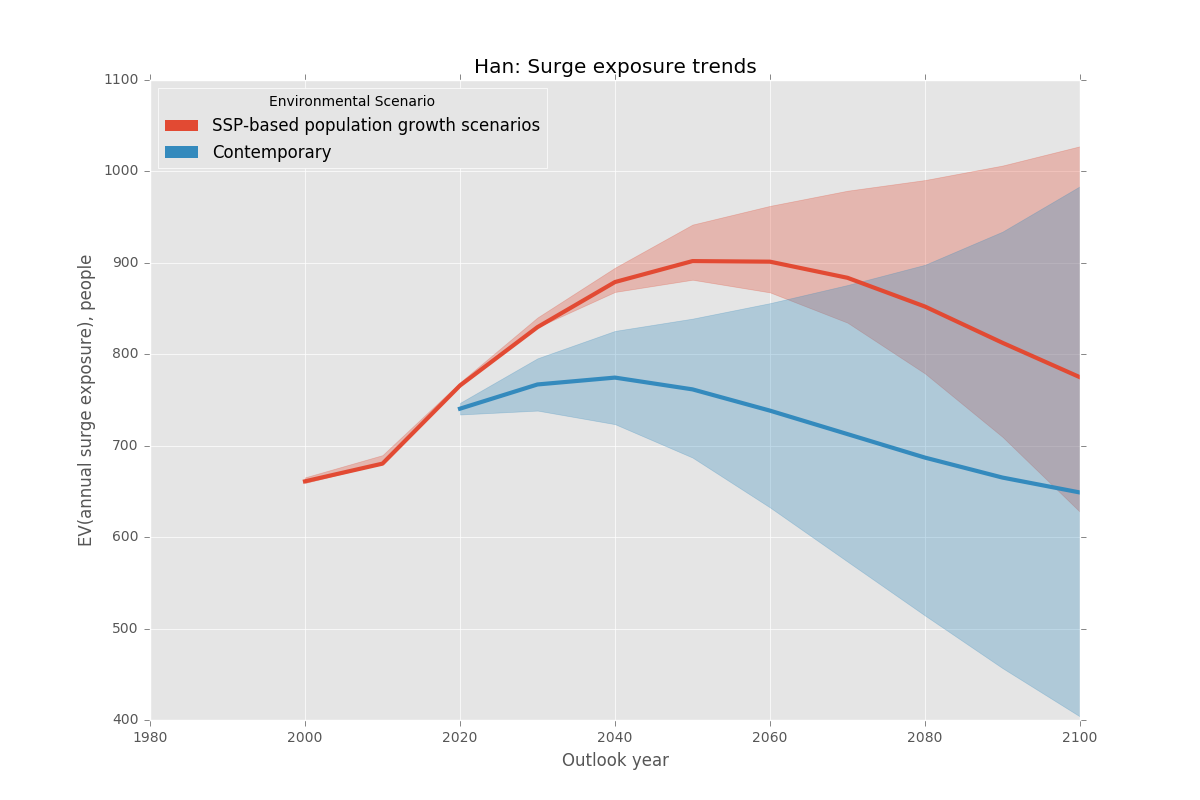 Han: Surge exposure trends
Environmental Scenario
SSP-based population growth scenarios
Contemporary
EV(annual surge exposure), people
1100
1000
900
800
700
600
500
400
1980 2000 2020 2040 2060 2080 2100
Outlook year